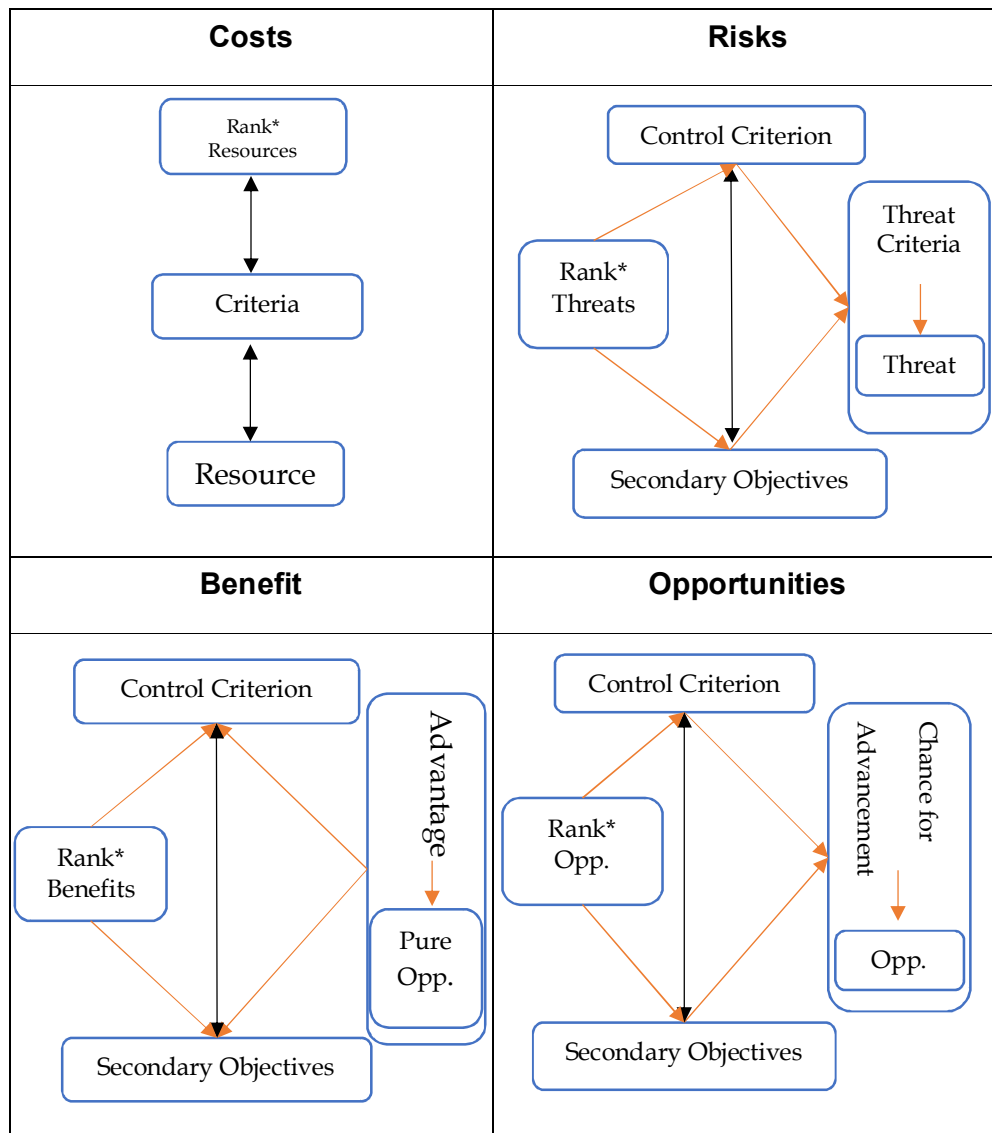 Costs
Risks
Rank*
Resources
Criteria
Resource
Control Criterion
Rank*
Threats
Threat
Criteria
Threat
Secondary Objectives
Benefit
Opportunities
Control Criterion
Rank*
Benefits
Advantage
Pure
Opp.
Secondary Objectives
Control Criterion
Rank*
Opp.
Chance for
Advancement
Opp.
Secondary Objectives